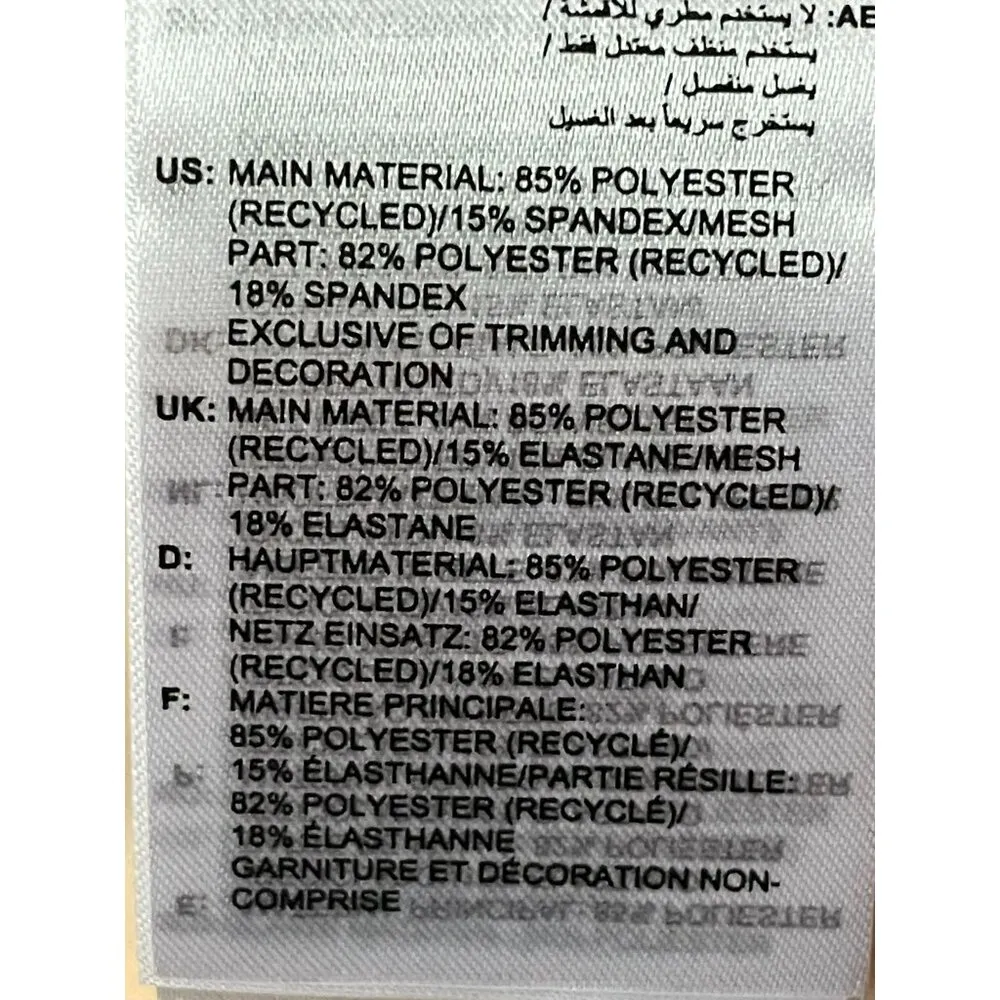 AE: لا يستخدم مطري للأقمشة /
يستخدم منظف معتدل فقط /
يغسل منفصل /
يستخرج سريعاً بعد الغسيل
US: MAIN MATERIAL: 85% POLYESTER
(RECYCLED)/15% SPANDEX/MESH
PART: 82% POLYESTER (RECYCLED)/
18% SPANDEX
EXCLUSIVE OF TRIMMING AND
DECORATION
UK: MAIN MATERIAL: 85% POLYESTER
(RECYCLED)/15% ELASTANE/MESH
PART: 82% POLYESTER (RECYCLED)/
18% ELASTANE
D: HAUPTMATERIAL: 85% POLYESTER
(RECYCLED)/15% ELASTHAN/
NETZ EINSATZ: 82% POLYESTER
(RECYCLED)/18% ELASTHAN
F: MATIERE PRINCIPALE:
85% POLYESTER (RECYCLÉ)/
15% ÉLASTHANNE/PARTIE RÉSILLE:
82% POLYESTER (RECYCLÉ)/
18% ÉLASTHANNE
GARNITURE ET DÉCORATION NON-
COMPRISE